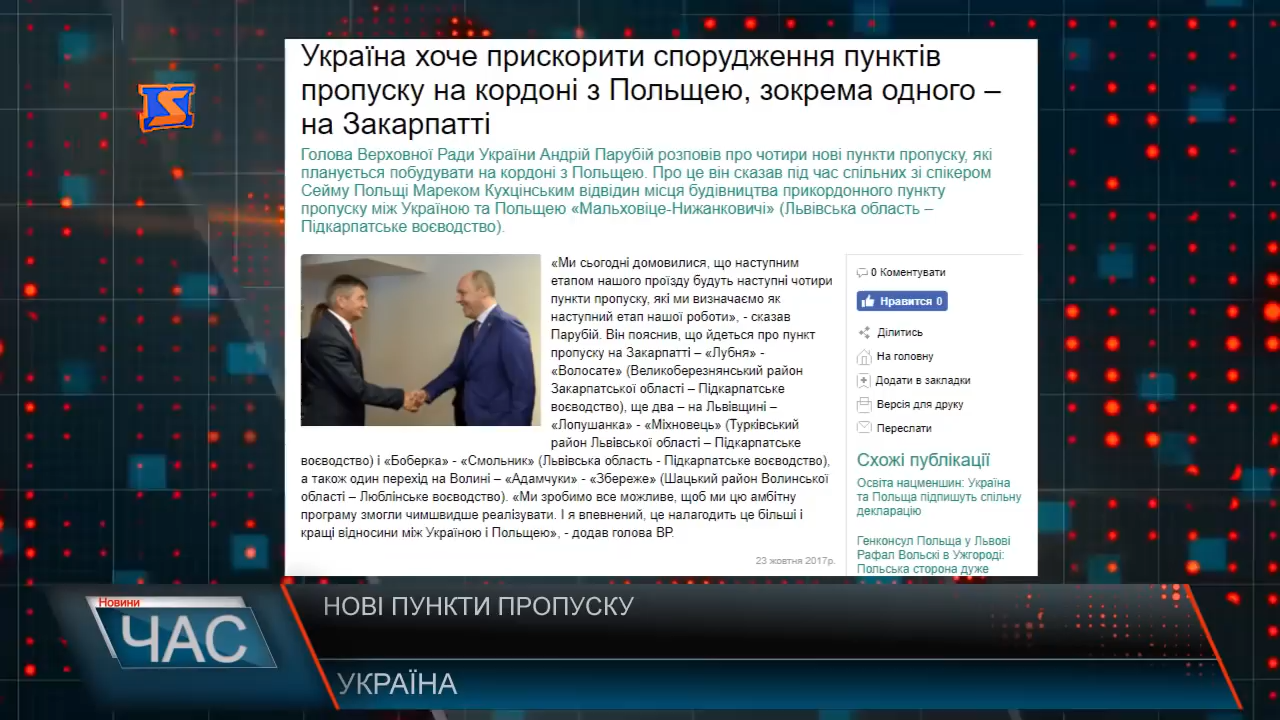 Україна хоче прискорити спорудження пунктів
пропуску на кордоні з Польщею, зокрема одного –
на Закарпатті
Голова Верховної Ради України Андрій Парубій розповів про чотири нові пункти пропуску, які
планується побудувати на кордоні з Польщею. Про це він сказав під час спільних зі спікером
Сейму Польщі Мареком Кухцінським відвідин місця будівництва прикордонного пункту
пропуску між Україною та Польщею «Мальховіце-Нижанковичі» (Львівська область –
Підкарпатське воєводство).
«Ми сьогодні домовилися, що наступним
етапом нашого проїзду будуть наступні чотири
пункти пропуску, які ми визначаємо як
наступний етап нашої роботи», - сказав
Парубій. Він пояснив, що йдеться про пункт
пропуску на Закарпатті – «Лубня» -
«Волосате» (Великоберезнянський район
Закарпатської області – Підкарпатське
воєводство), ще два – на Львівщині –
«Лопушанка» - «Міхновець» (Турківський
район Львівської області – Підкарпатське
воєводство) і «Боберка» - «Смольник» (Львівська область - Підкарпатське воєводство),
а також один перехід на Волині – «Адамчуки» - «Збереже» (Шацький район Волинської
області – Люблінське воєводство). «Ми зробимо все можливе, щоб ми цю амбітну
програму змогли чимшвидше реалізувати. І я впевнений, це налагодить це більші і
кращі відносини між Україною і Польщею», - додав голова ВР.
23 жовтня 2017р.
0 Коментувати
Нравится 0
Ділитись
На головну
Додати в закладки
Версія для друку
Переслати
Схожі публікації
Освіта нацменшин: Україна
та Польща підпишуть спільну
декларацію
Генконсул Польща у Львові
Рафал Вольскі в Ужгороді:
Польська сторона дуже
Новини
ЧАС
НОВІ ПУНКТИ ПРОПУСКУ
УКРАЇНА